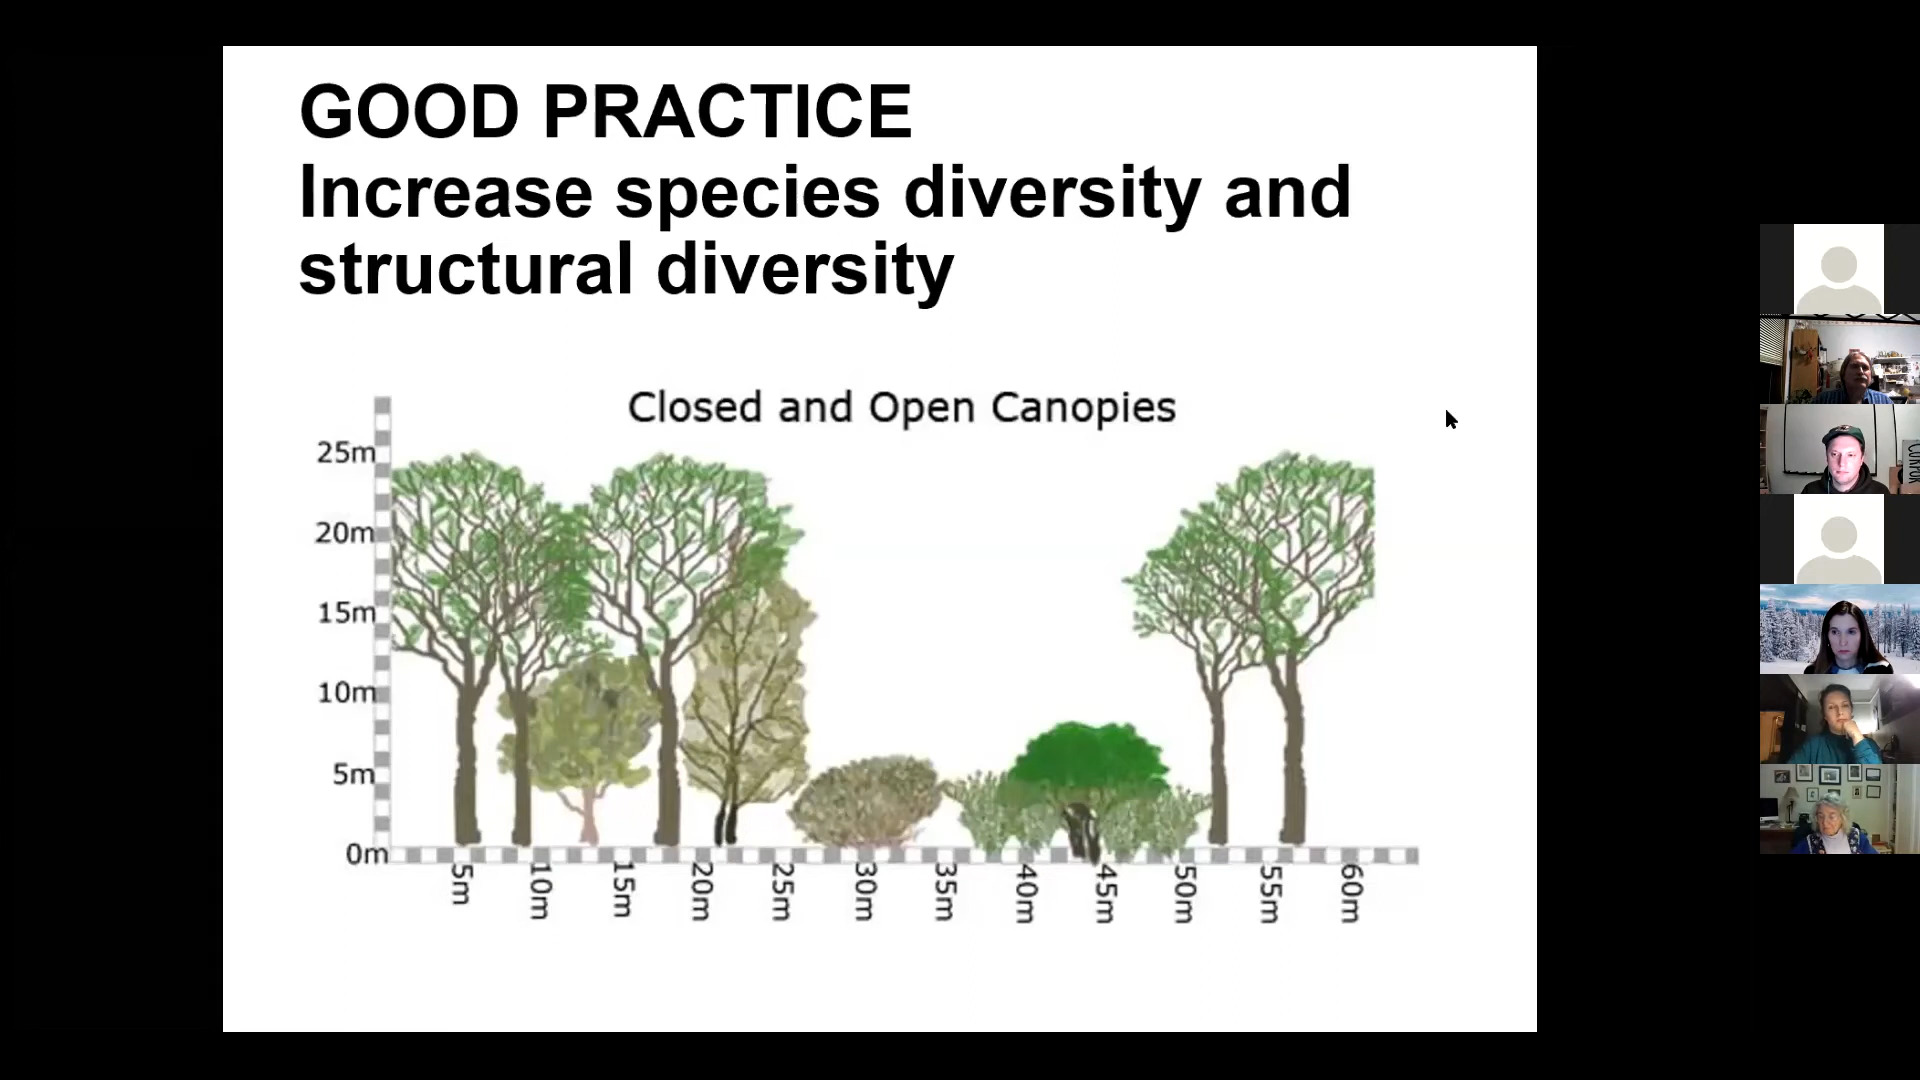 GOOD PRACTICE
Increase species diversity and
structural diversity
Closed and Open Canopies
25m
20m
15m
10m
5m
0m
5m
10m
15m
20m
25m
30m
35m
40m
45m
50m
55m
60m